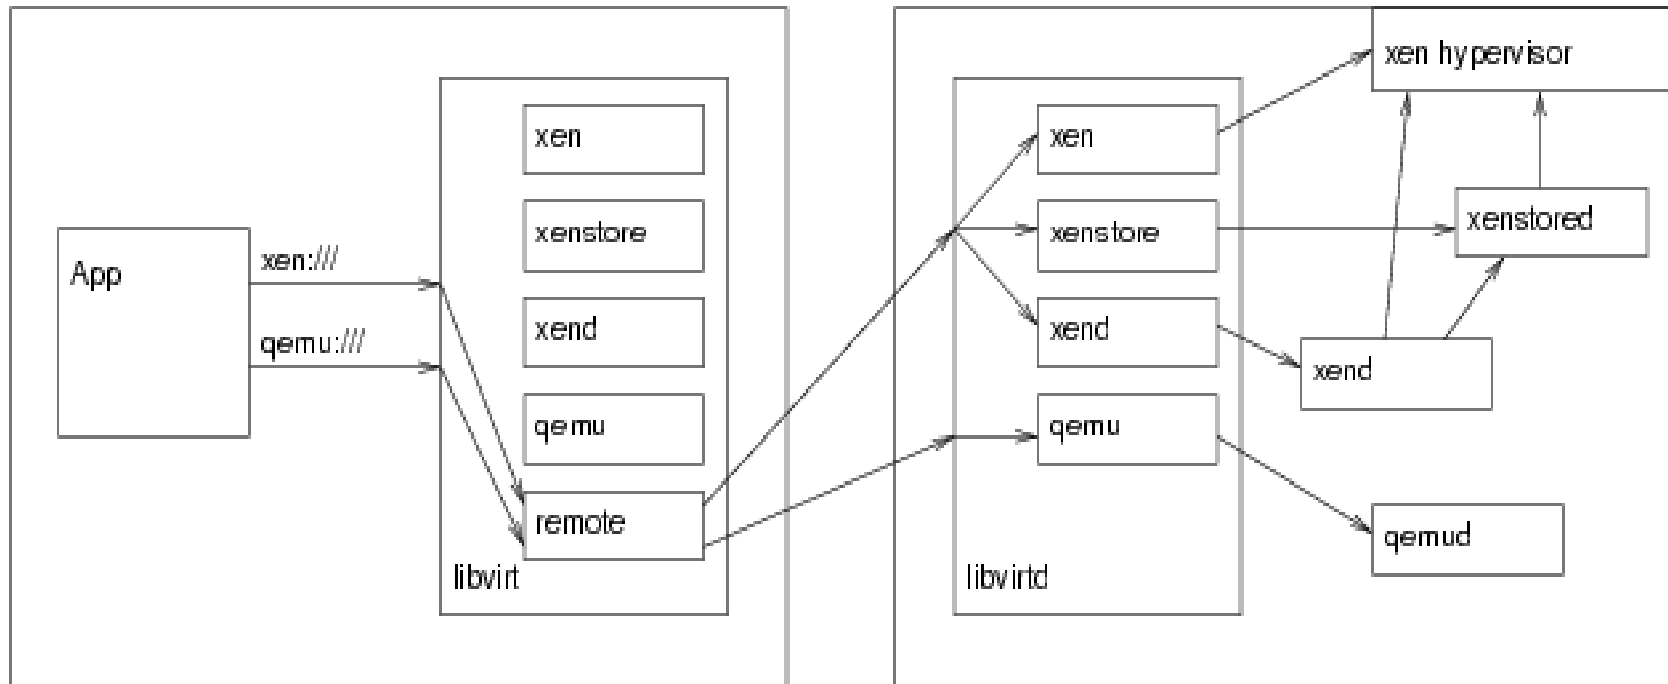 App
xen:///
qemu:///
xen
xenstore
xend
qemu
remote
libvirt
xen
xenstore
xend
qemu
libvirtd
xen hypervisor
xenstored
xend
qemud